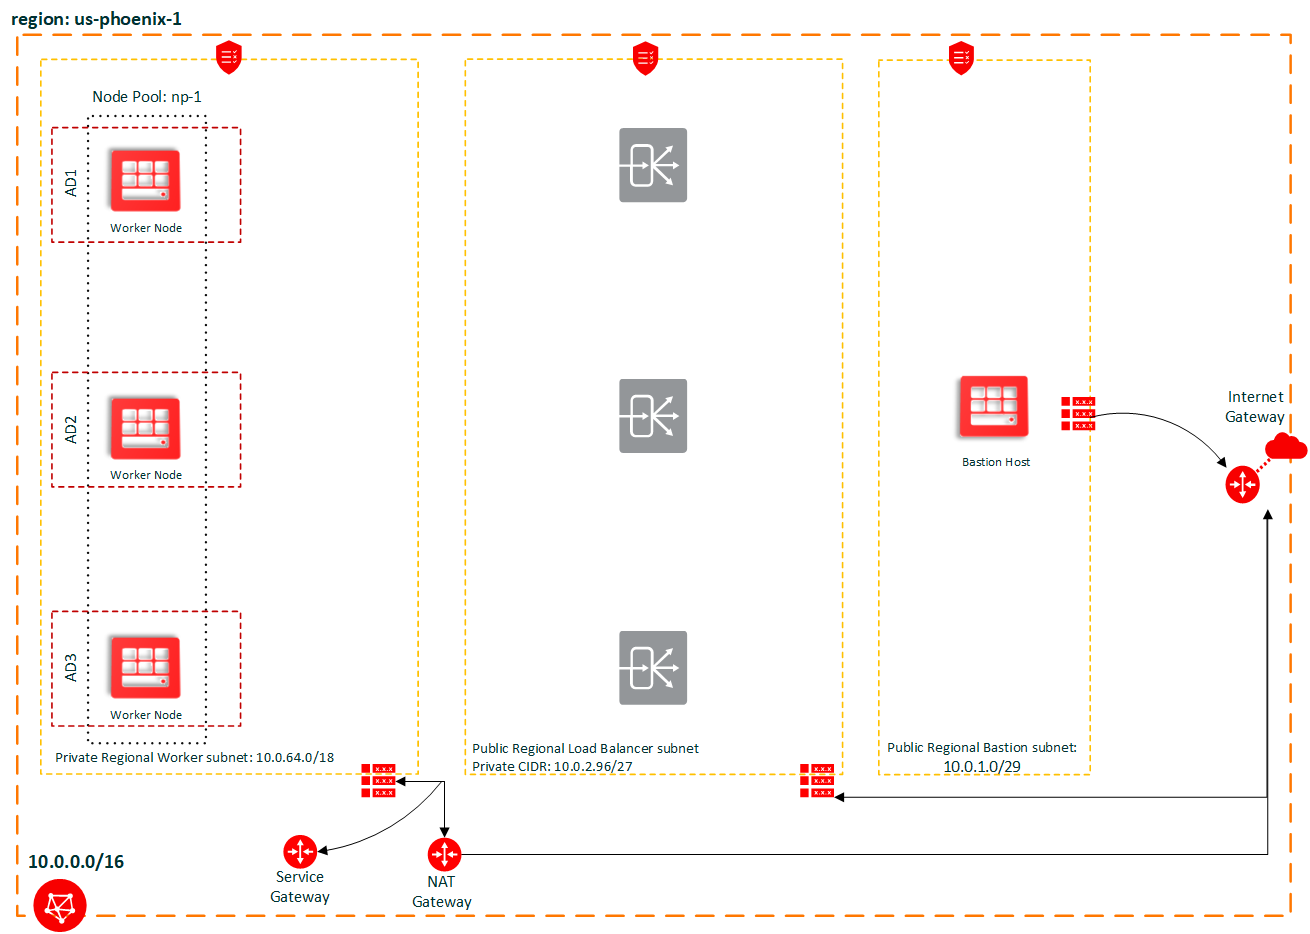 region: us-phoenix-1
Node Pool: np-1
AD1
Worker Node
AD2
Worker Node
AD3
Worker Node
Private Regional Worker subnet: 10.0.64.0/18
Public Regional Load Balancer subnet
Private CIDR: 10.0.2.96/27
Bastion Host
Public Regional Bastion subnet:
10.0.1.0/29
Internet
Gateway
Service
Gateway
NAT
Gateway
10.0.0.0/16
x.x.x
x.x.x
x.x.x
x.x.x
x.x.x
x.x.x
x.x.x
x.x.x
x.x.x